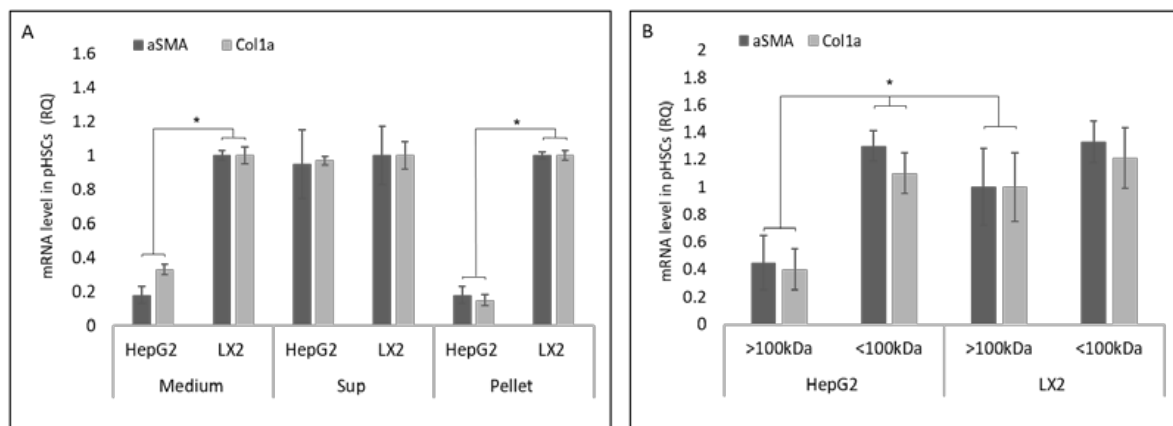 A
aSMA Col1a
mRNA level in pHSCs (RQ)
1.6
1.4
1.2
1
0.8
0.6
0.4
0.2
0
* *
HepG2 LX2 HepG2 LX2 HepG2 LX2
Medium Sup Pellet
B
aSMA Col1a
mRNA level in pHSCs (RQ)
2
1.8
1.6
1.4
1.2
1
0.8
0.6
0.4
0.2
0
*
>100kDa <100kDa >100kDa <100kDa
HepG2 LX2